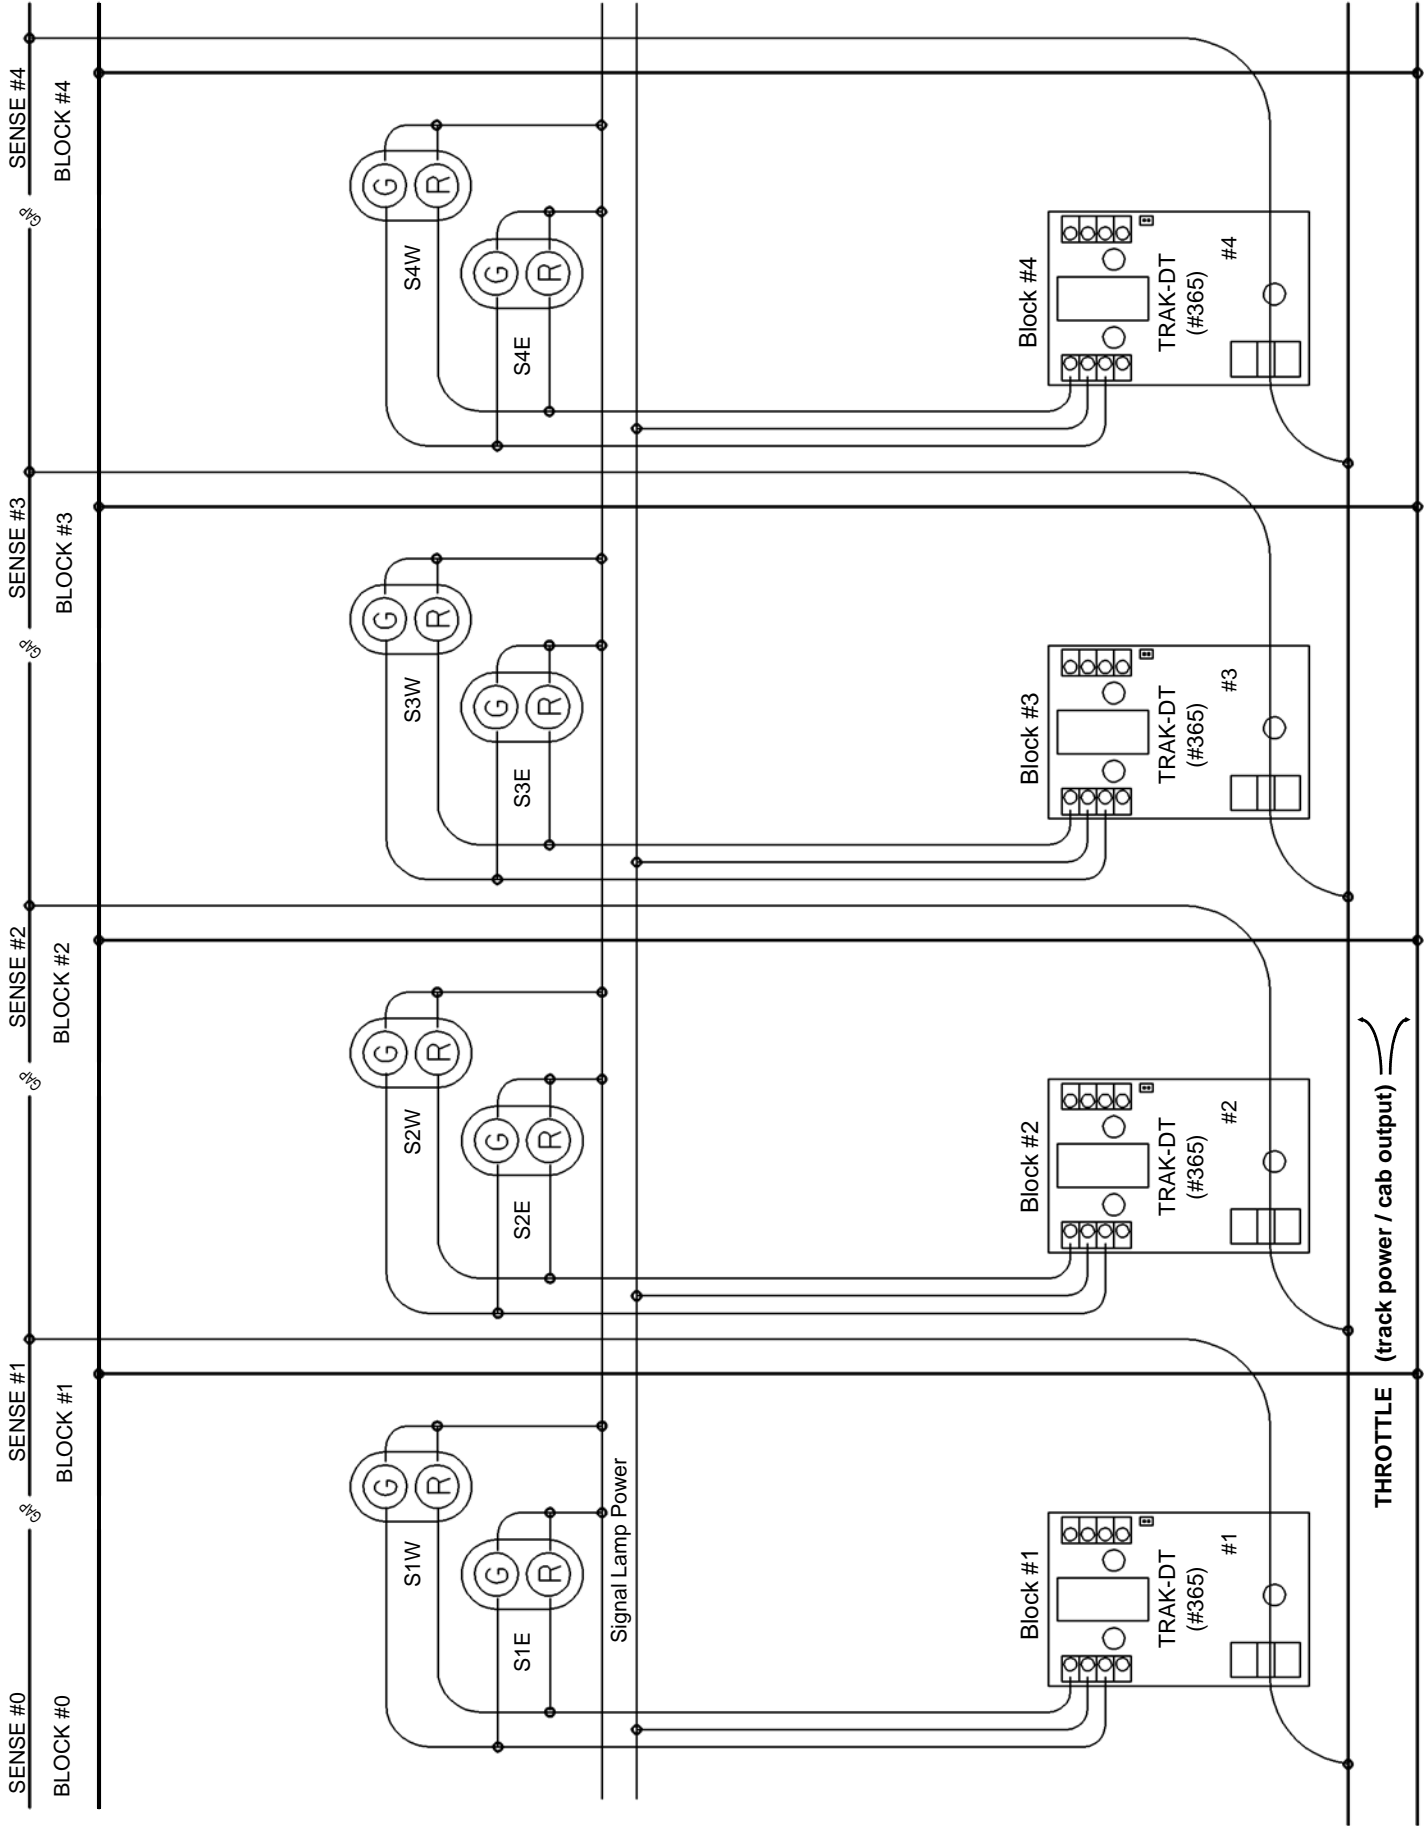 SENSE #0
GAP
SENSE #1
GAP
SENSE #2
GAP
SENSE #3
GAP
SENSE #4
BLOCK #0
BLOCK #1
BLOCK #2
BLOCK #3
BLOCK #4
S1W
G
R
S1E
G
R
S2W
G
R
S2E
G
R
S3W
G
R
S3E
G
R
S4W
G
R
S4E
G
R
Signal Lamp Power
Block #1
TRAK-DT
(#365)
#1
Block #2
TRAK-DT
(#365)
#2
Block #3
TRAK-DT
(#365)
#3
Block #4
TRAK-DT
(#365)
#4
THROTTLE (track power / cab output)